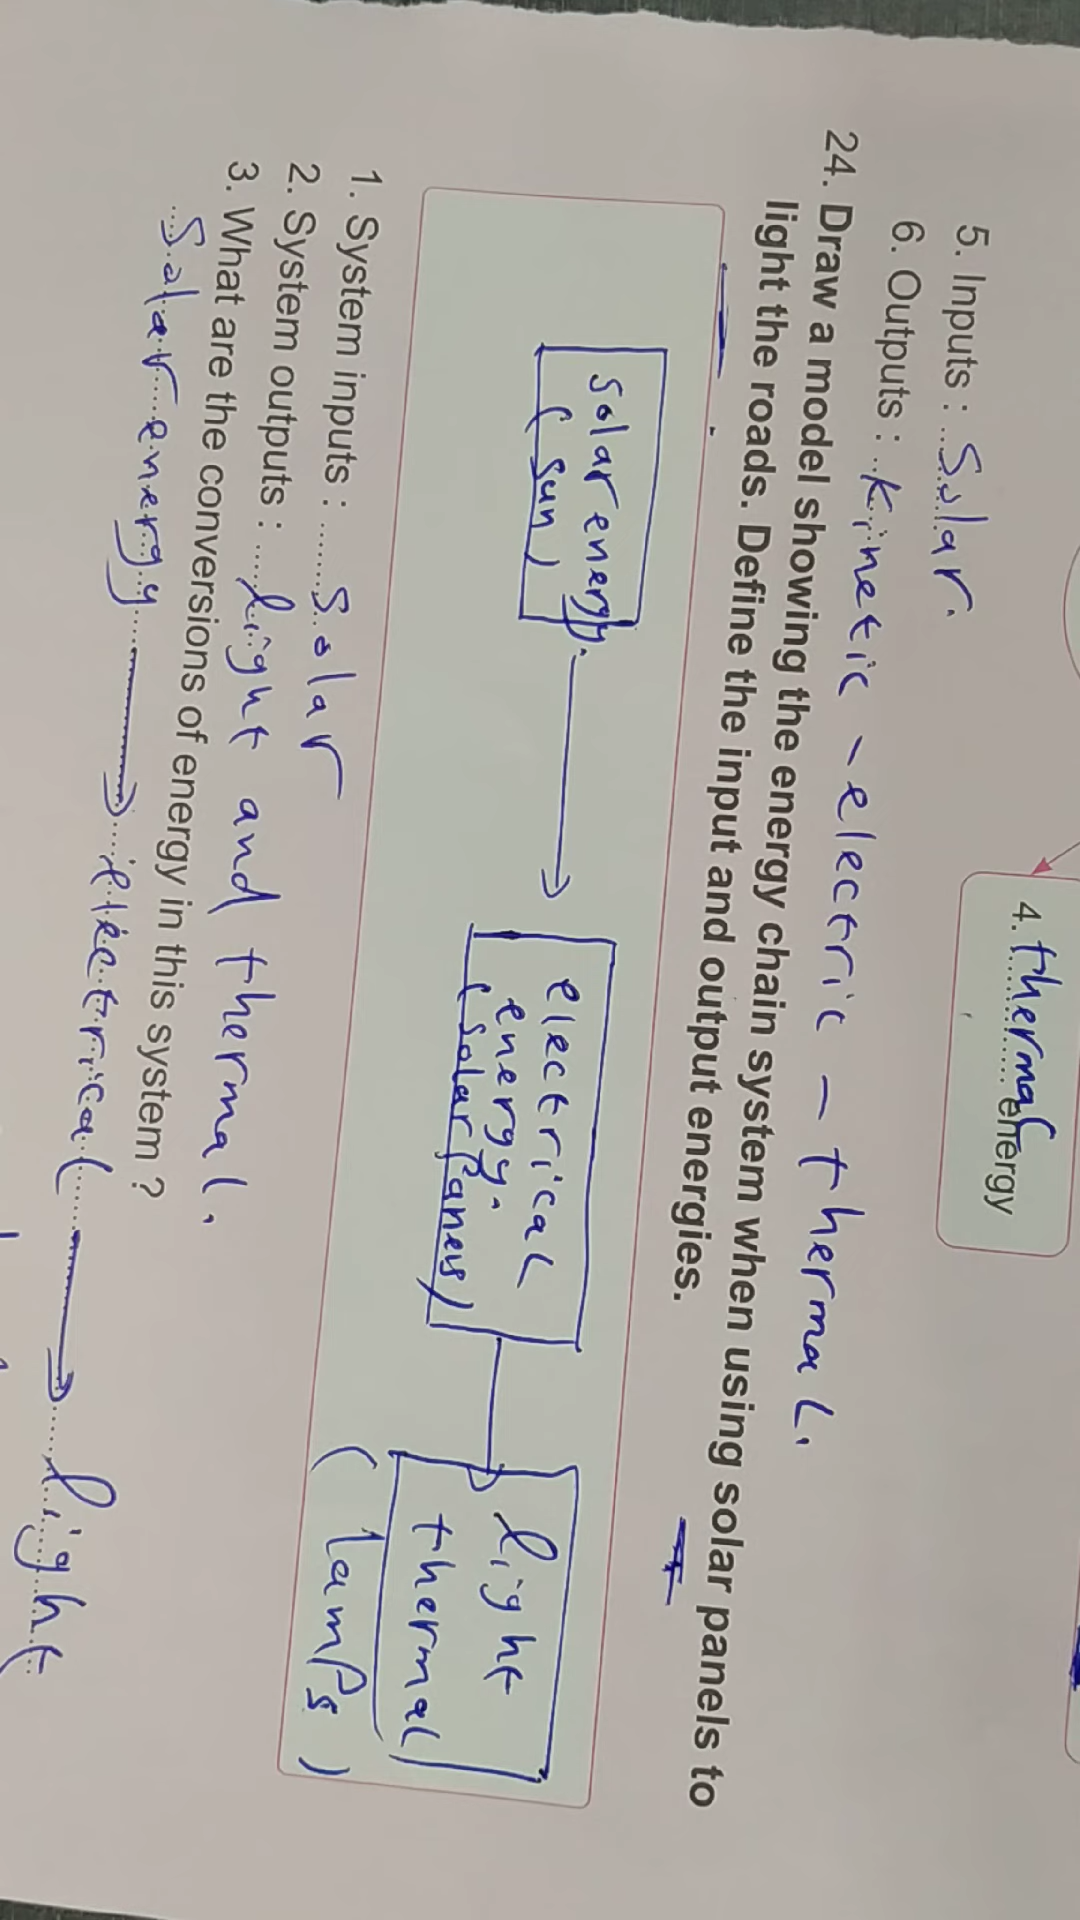 4. thermal energy
5. Inputs : Solar.
6. Outputs : kinetic - electric - thermal.
24. Draw a model showing the energy chain system when using solar panels to
light the roads. Define the input and output energies.
solar energy.
(sun)
electrical
energy.
(solar Panels)
light
thermal
(lamps)
1. System inputs : solar
2. System outputs : light and thermal.
3. What are the conversions of energy in this system ?
Solar energy → electrical → light